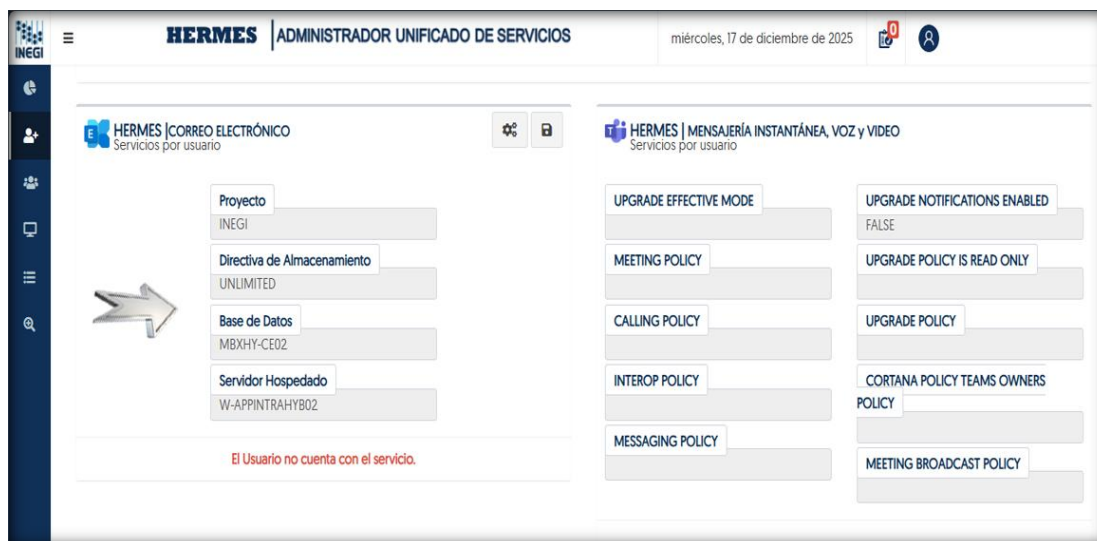 INEGI
HERMES | ADMINISTRADOR UNIFICADO DE SERVICIOS
miércoles, 17 de diciembre de 2025
0
HERMES |CORREO ELECTRÓNICO
Servicios por usuario
Proyecto
INEGI
Directiva de Almacenamiento
UNLIMITED
Base de Datos
MBXHY-CE02
Servidor Hospedado
W-APPINTRAHYB02
El Usuario no cuenta con el servicio.
HERMES | MENSAJERÍA INSTANTÁNEA, VOZ y VIDEO
Servicios por usuario
UPGRADE EFFECTIVE MODE
MEETING POLICY
CALLING POLICY
INTEROP POLICY
MESSAGING POLICY
UPGRADE NOTIFICATIONS ENABLED
FALSE
UPGRADE POLICY IS READ ONLY
UPGRADE POLICY
CORTANA POLICY TEAMS OWNERS
POLICY
MEETING BROADCAST POLICY